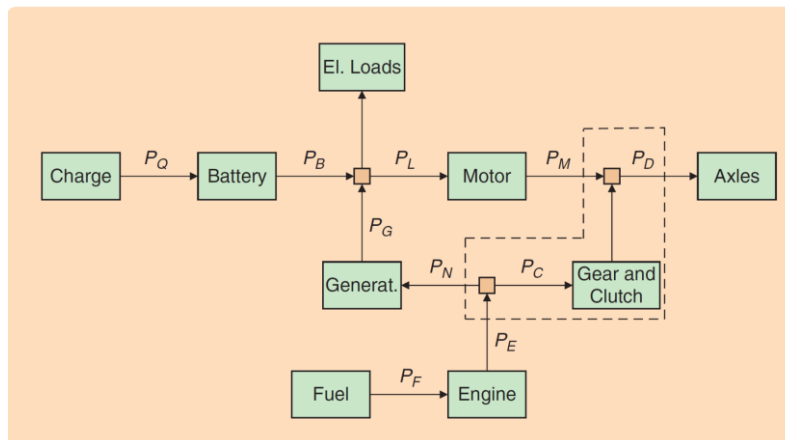 El. Loads
Charge
P_Q
Battery
P_B
P_L
Motor
P_M
P_D
Axles
P_G
Generat.
P_N
P_C
Gear and
Clutch
P_E
Fuel
P_F
Engine